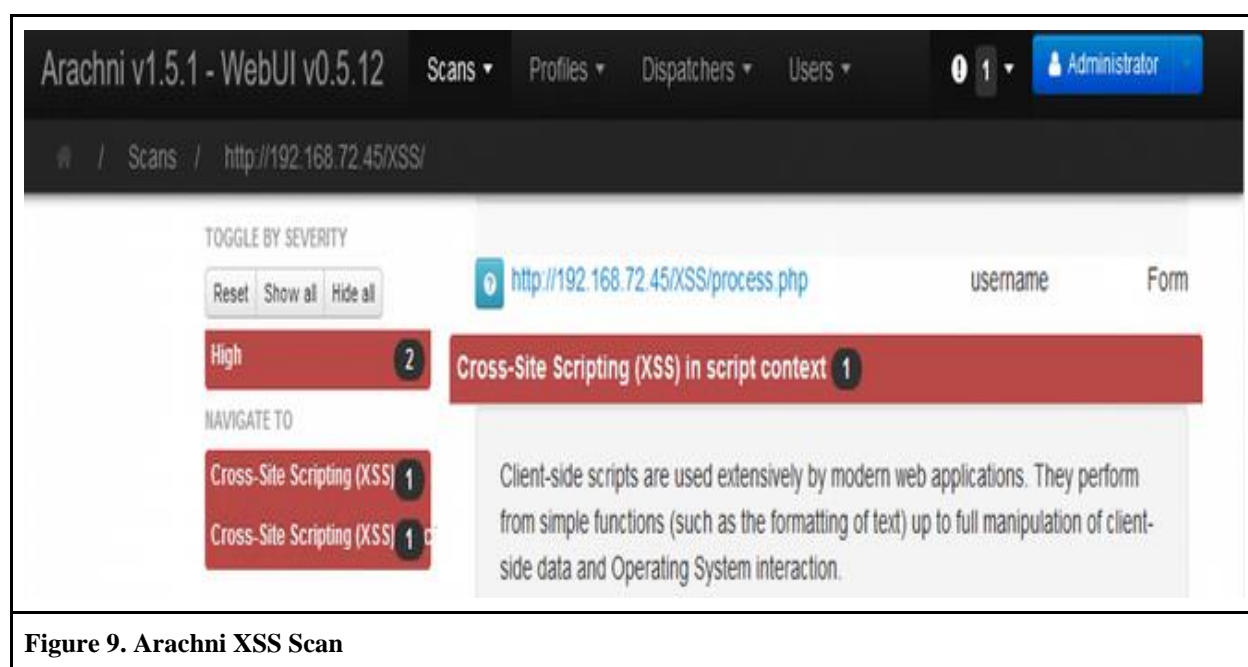 Arachni v1.5.1 - WebUI v0.5.12 Scans Profiles Dispatchers Users 1 Administrator
/ Scans / http://192.168.72.45/XSS/
TOGGLE BY SEVERITY
Reset Show all Hide all
High 2
NAVIGATE TO
Cross-Site Scripting (XSS) 1
Cross-Site Scripting (XSS) 1
http://192.168.72.45/XSS/process.php username Form
Cross-Site Scripting (XSS) in script context 1
Client-side scripts are used extensively by modern web applications. They perform
from simple functions (such as the formatting of text) up to full manipulation of client-
side data and Operating System interaction.
Figure 9. Arachni XSS Scan